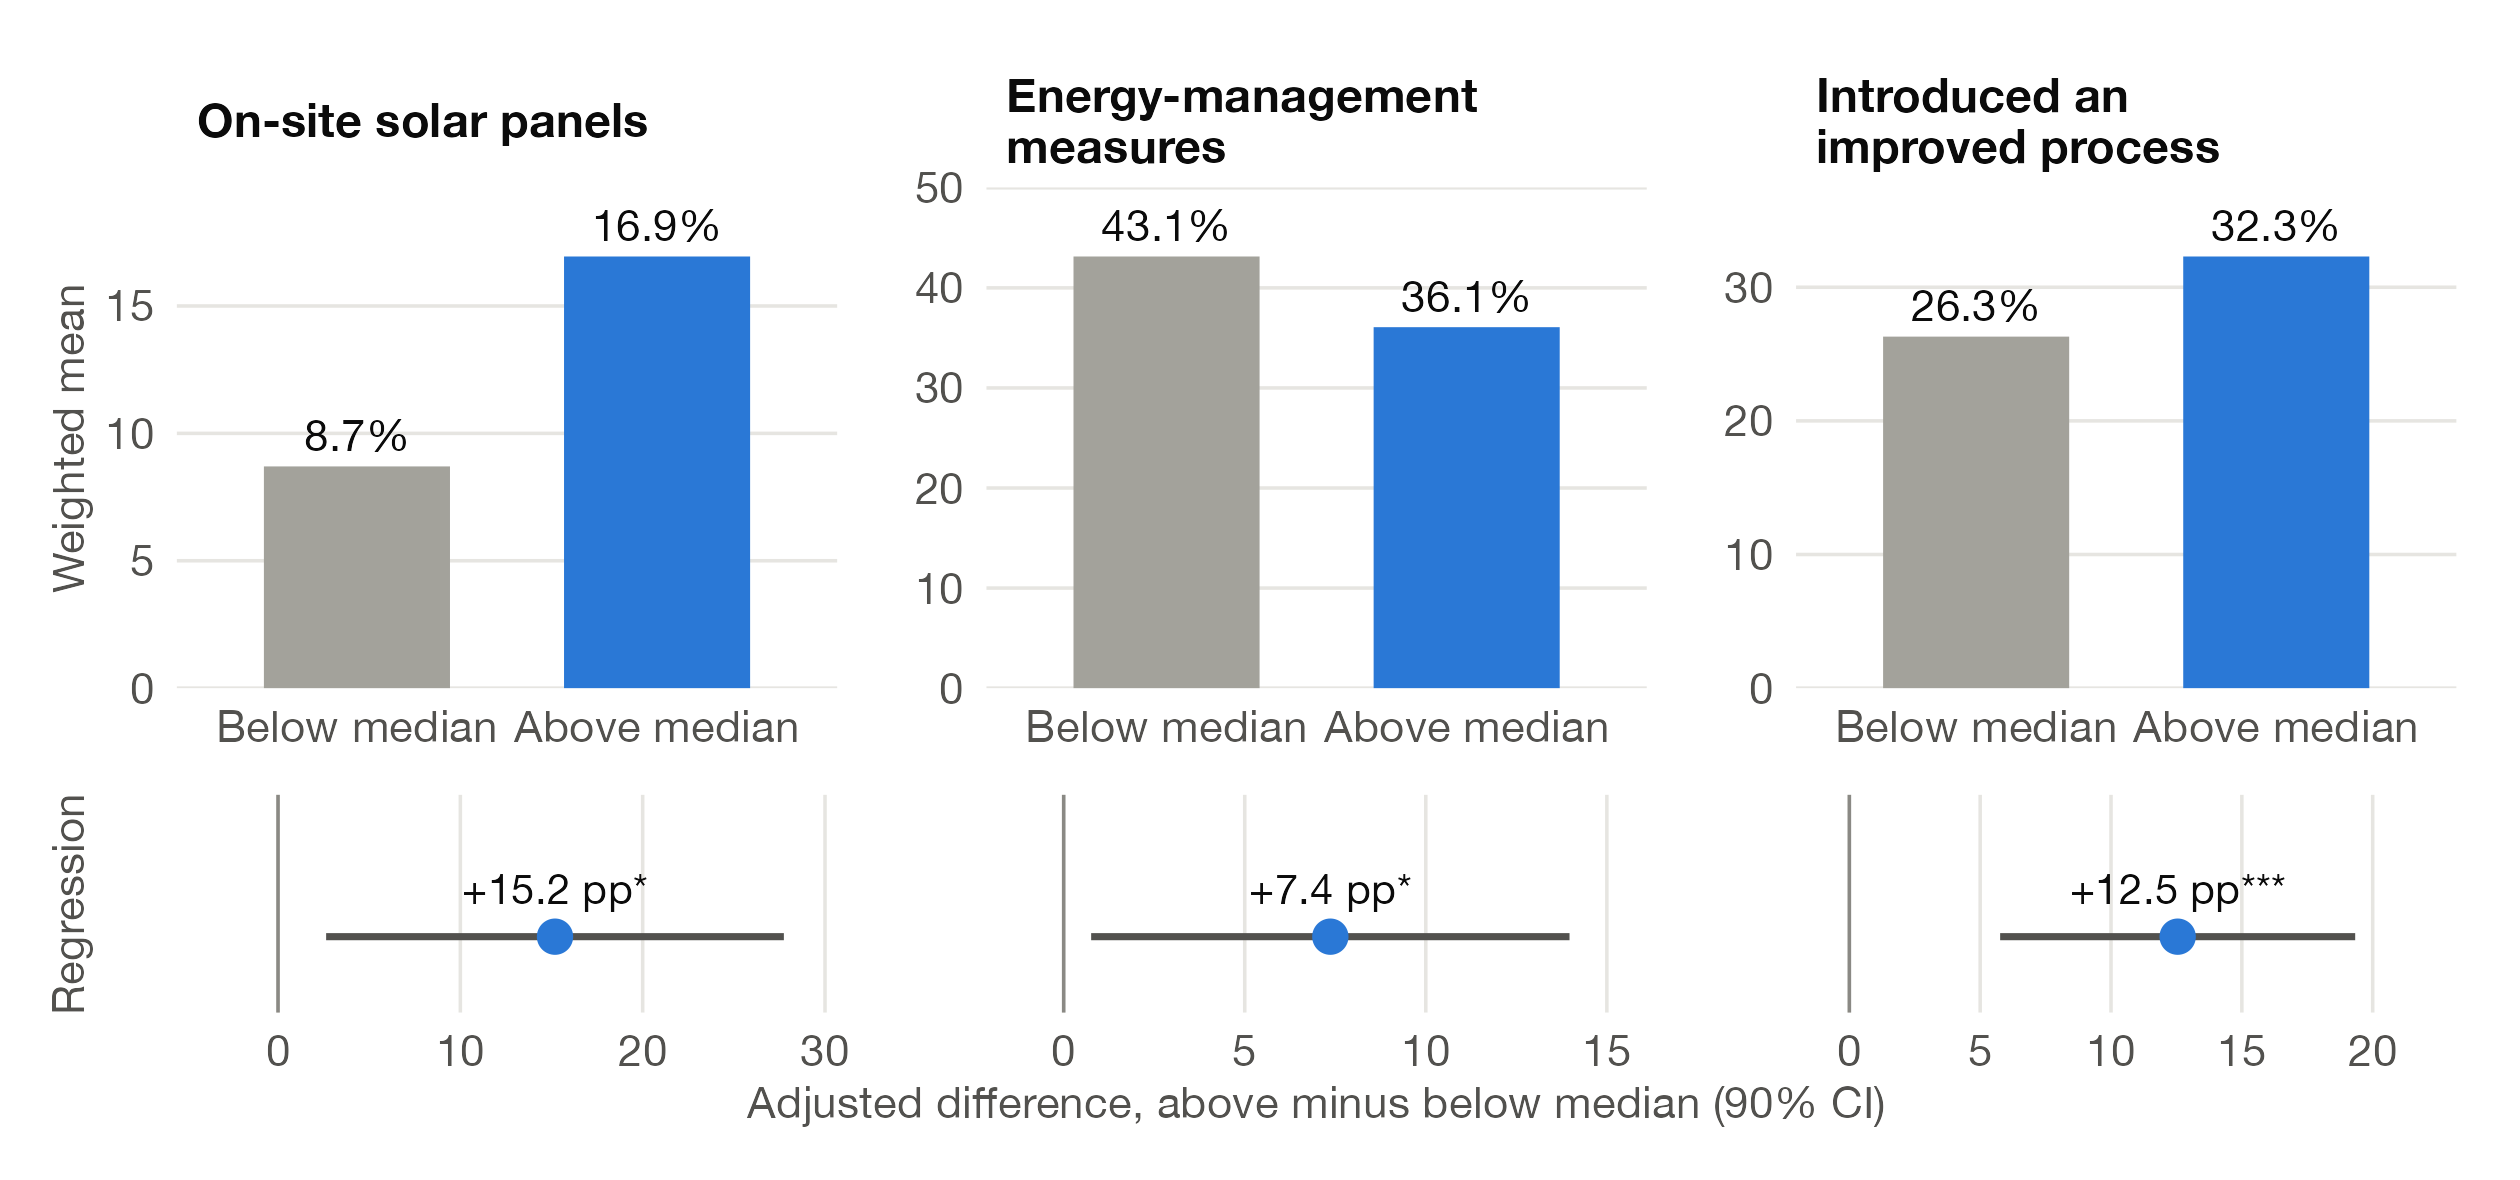 On-site solar panels
Energy-management
measures
Introduced an
improved process
Weighted mean
15
10
5
0
16.9%
8.7%
Below median Above median
50
40
30
20
10
0
43.1%
36.1%
Below median Above median
30
20
10
0
32.3%
26.3%
Below median Above median
Regression
+15.2 pp*
0 10 20 30
+7.4 pp*
0 5 10 15
+12.5 pp***
0 5 10 15 20
Adjusted difference, above minus below median (90% CI)